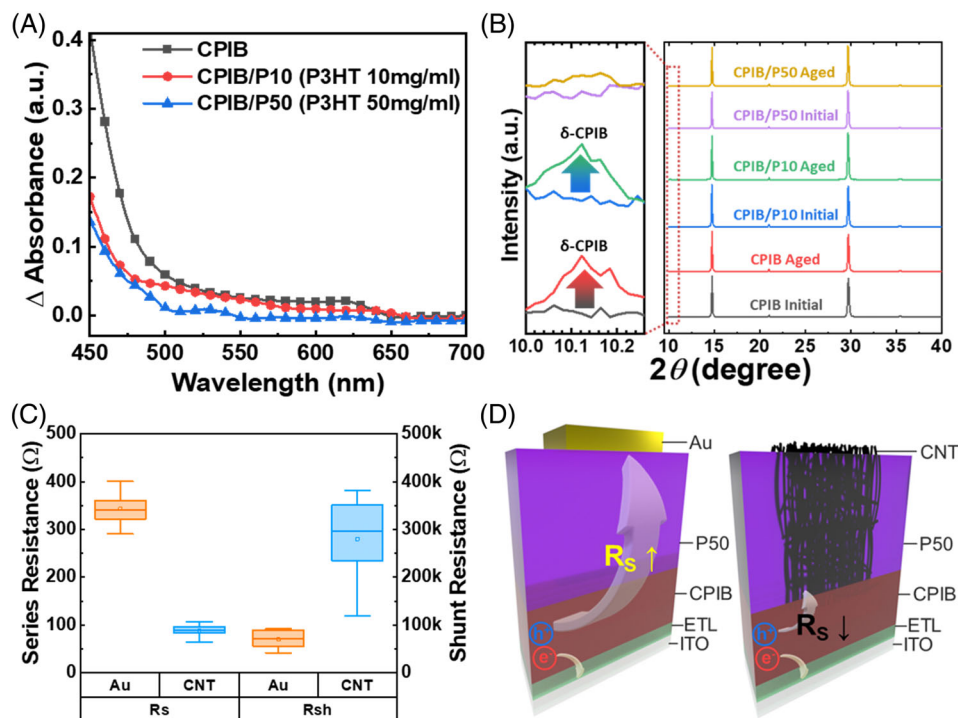 (A)
0.4
0.3
0.2
0.1
0.0
Δ Absorbance (a.u.)
CPIB
CPIB/P10 (P3HT 10mg/ml)
CPIB/P50 (P3HT 50mg/ml)
450 500 550 600 650 700
Wavelength (nm)
(B)
Intensity (a.u.)
δ-CPIB
δ-CPIB
10.0 10.1 10.2
CPIB/P50 Aged
CPIB/P50 Initial
CPIB/P10 Aged
CPIB/P10 Initial
CPIB Aged
CPIB Initial
10 15 20 25 30 35 40
2θ (degree)
(C)
Series Resistance (Ω)
500
400
300
200
100
0
500k
400k
300k
200k
100k
0
Shunt Resistance (Ω)
Au CNT Au CNT
Rs Rsh
(D)
Au
Rs ↑
P50
CPIB
ETL
ITO
h⁺
e⁻
CNT
P50
CPIB
Rs ↓
ETL
ITO
h⁺
e⁻